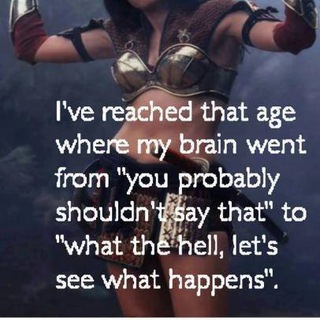 I've reached that age
where my brain went
from "you probably
shouldn't say that" to
"what the hell, let's
see what happens".